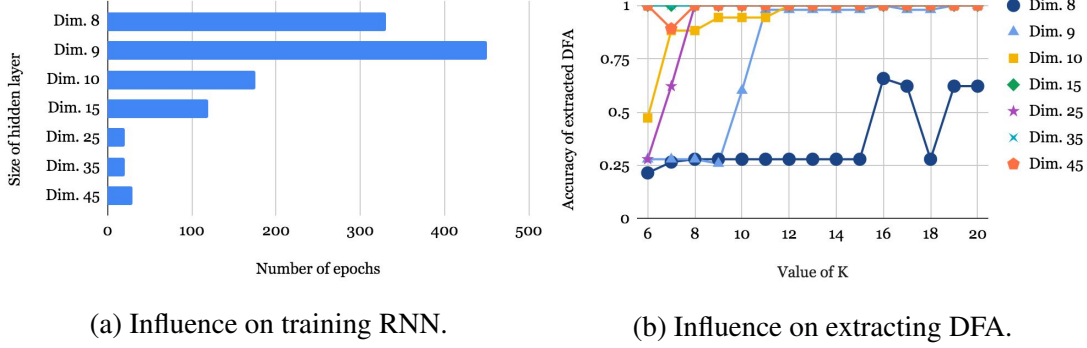 Size of hidden layer
Dim. 8
Dim. 9
Dim. 10
Dim. 15
Dim. 25
Dim. 35
Dim. 45
0 100 200 300 400 500
Number of epochs
(a) Influence on training RNN.
Accuracy of extracted DFA
1
0.75
0.5
0.25
0
6 8 10 12 14 16 18 20
Value of K
Dim. 8
Dim. 9
Dim. 10
Dim. 15
Dim. 25
Dim. 35
Dim. 45
(b) Influence on extracting DFA.